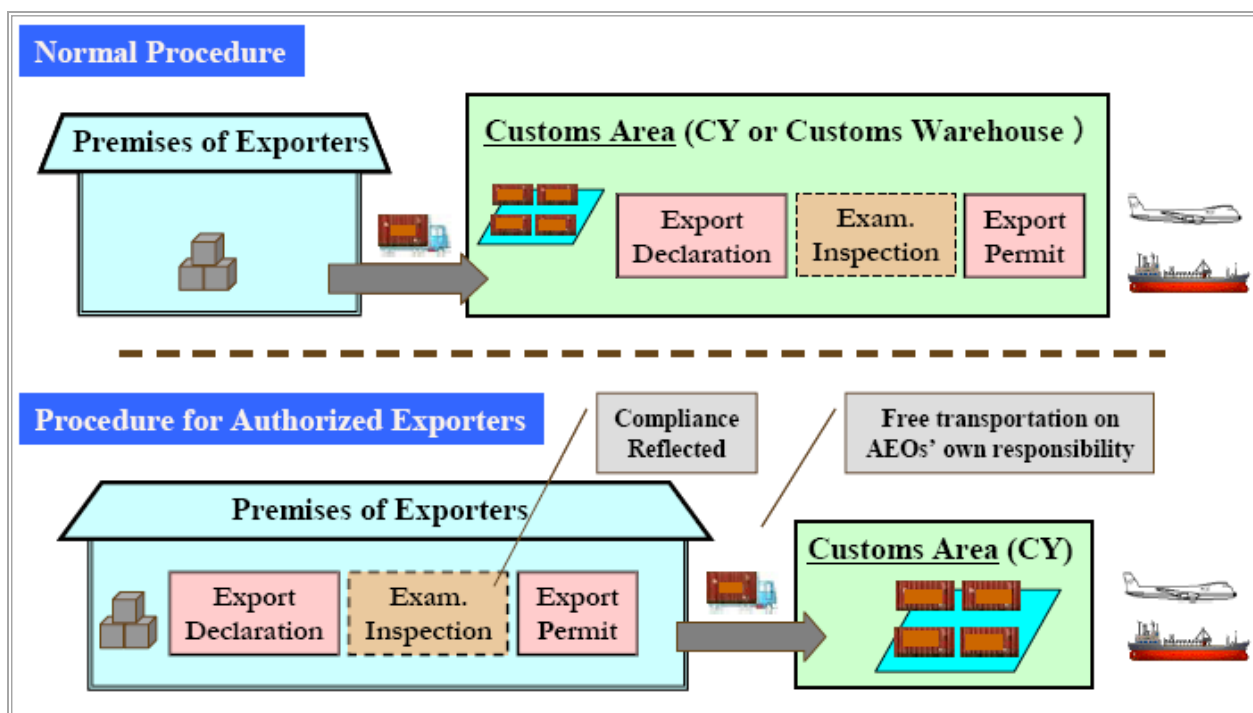 Normal Procedure
Premises of Exporters
Customs Area (CY or Customs Warehouse )
Export
Declaration
Exam.
Inspection
Export
Permit
Procedure for Authorized Exporters
Compliance
Reflected
Free transportation on
AEOs' own responsibility
Premises of Exporters
Export
Declaration
Exam.
Inspection
Export
Permit
Customs Area (CY)